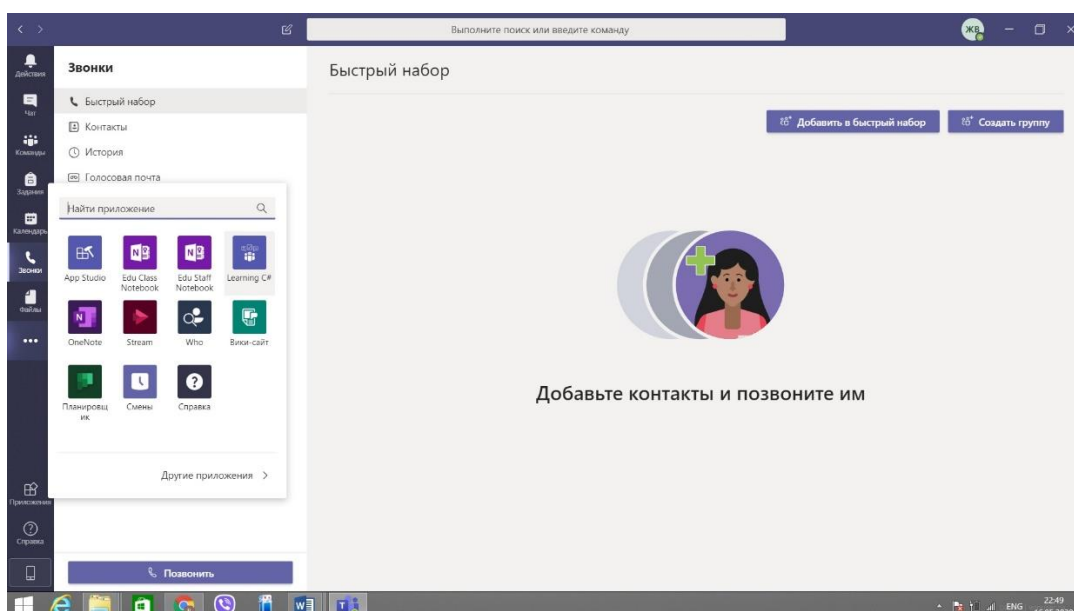 Выполните поиск или введите команду
ЖВ
Действия
Чат
Команды
Задания
Календарь
Звонки
Файлы
Приложения
Справка
Звонки
Быстрый набор
Контакты
История
Голосовая почта
Найти приложение
App Studio
Edu Class
Notebook
Edu Staff
Notebook
Learning C#
OneNote
Stream
Who
Вики-сайт
Планировщ
ик
Смены
Справка
Другие приложения
Позвонить
Быстрый набор
Добавить в быстрый набор
Создать группу
Добавьте контакты и позвоните им
ENG
22:49